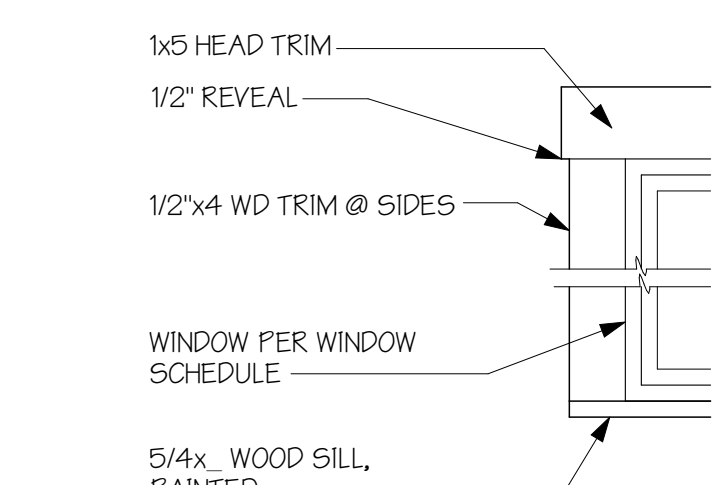 1x5 HEAD TRIM
1/2" REVEAL
1/2"x4 WD TRIM @ SIDES
WINDOW PER WINDOW
SCHEDULE
5/4x_ WOOD SILL,
PAINTED